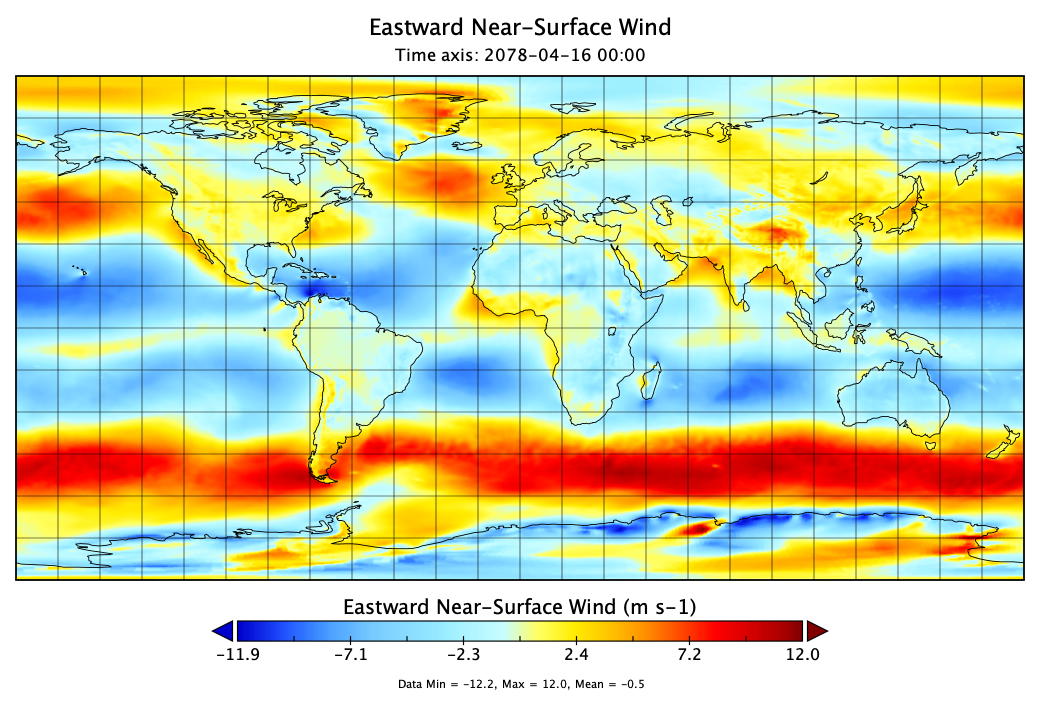 Eastward Near-Surface Wind
Time axis: 2078-04-16 00:00
Eastward Near-Surface Wind (m s-1)
-11.9 -7.1 -2.3 2.4 7.2 12.0
Data Min = -12.2, Max = 12.0, Mean = -0.5